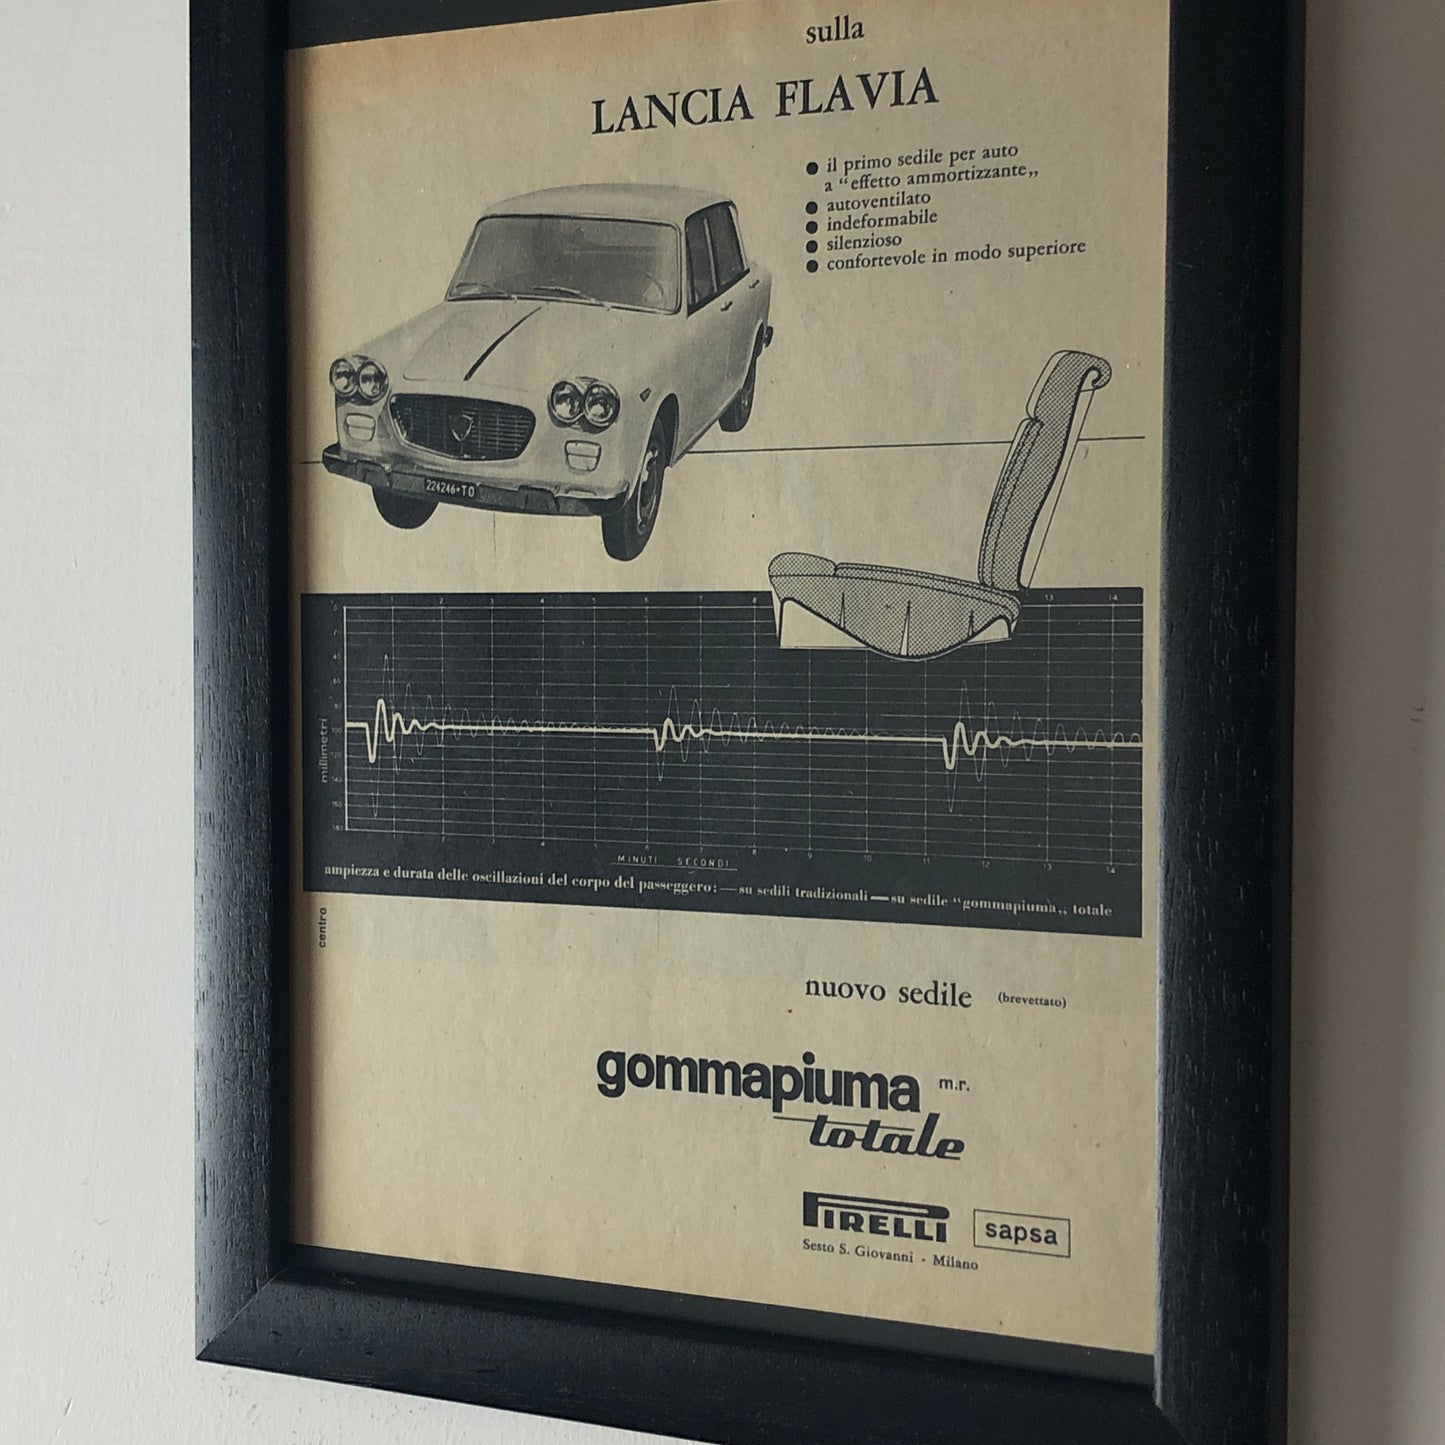 sulla
LANCIA FLAVIA
● il primo sedile per auto
a “effetto ammortizzante„
● autoventilato
● indeformabile
● silenzioso
● confortevole in modo superiore
224246•TO
milimetri
MINUTI SECONDI
ampiezza e durata delle oscillazioni del corpo del passeggero: — su sedili tradizionali — su sedile “gommapiuma„ totale
centro
nuovo sedile (brevettato)
gommapiuma m.r.
totale
PIRELLI sapsa
Sesto S. Giovanni - Milano